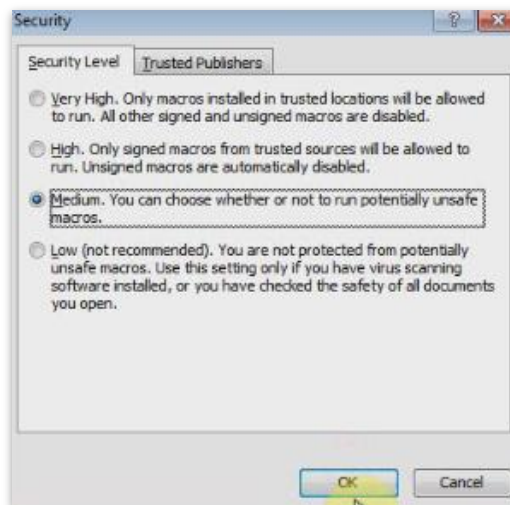 Security
Security Level Trusted Publishers
Very High. Only macros installed in trusted locations will be allowed
to run. All other signed and unsigned macros are disabled.
High. Only signed macros from trusted sources will be allowed to
run. Unsigned macros are automatically disabled.
Medium. You can choose whether or not to run potentially unsafe
macros.
Low (not recommended). You are not protected from potentially
unsafe macros. Use this setting only if you have virus scanning
software installed, or you have checked the safety of all documents
you open.
OK Cancel